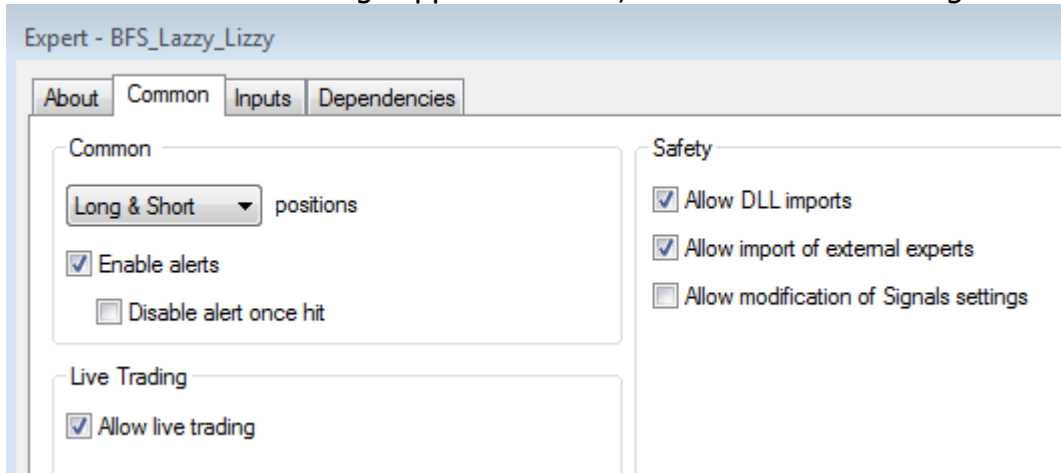 Expert - BFS_Lazzy_Lizzy
About Common Inputs Dependencies
Common
Long & Short positions
Enable alerts
Disable alert once hit
Live Trading
Allow live trading
Safety
Allow DLL imports
Allow import of external experts
Allow modification of Signals settings